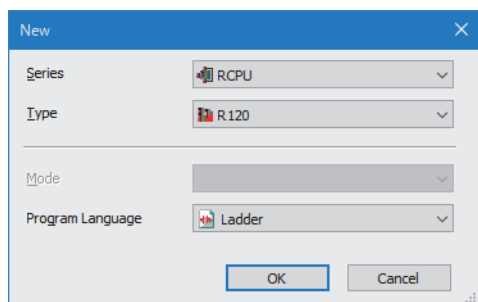 New
Series RCPU
Type R120
Mode
Program Language Ladder
OK Cancel